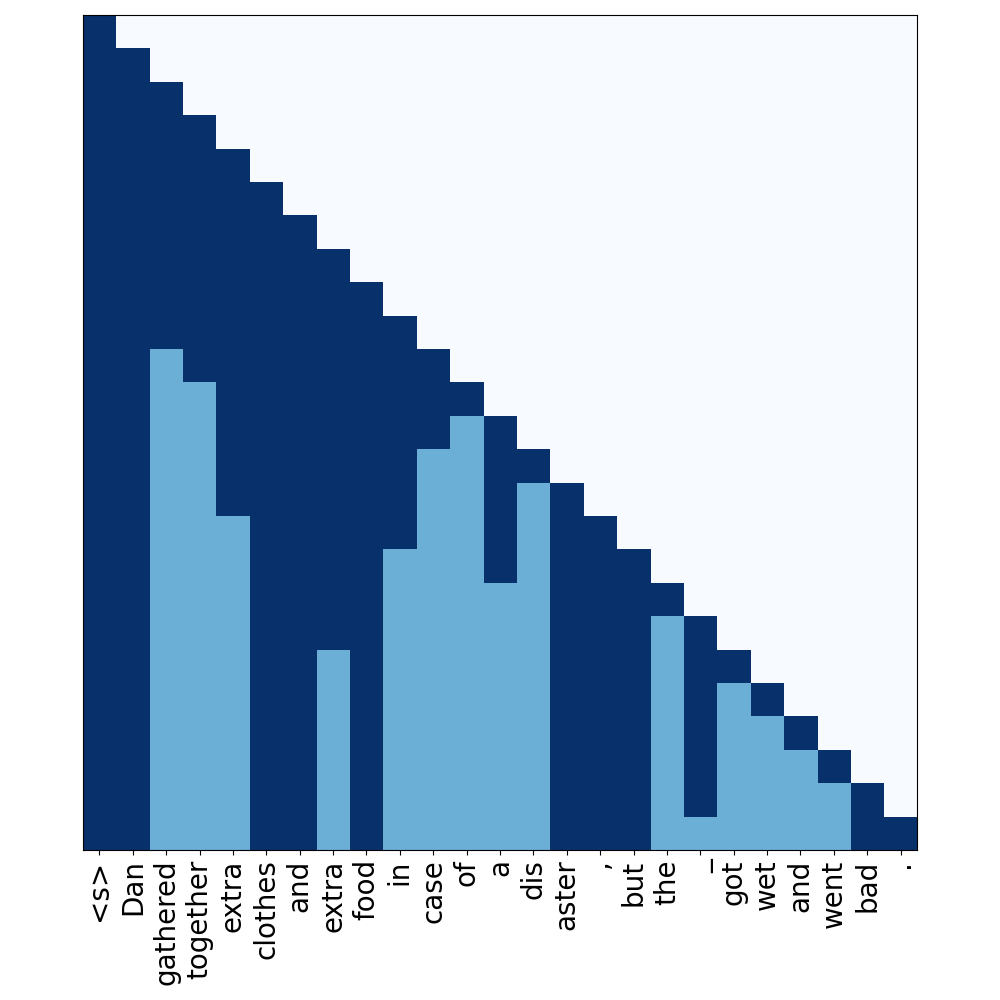 <s> Dan gathered together extra clothes and extra food in case of a dis aster , but the _ got wet and went bad .